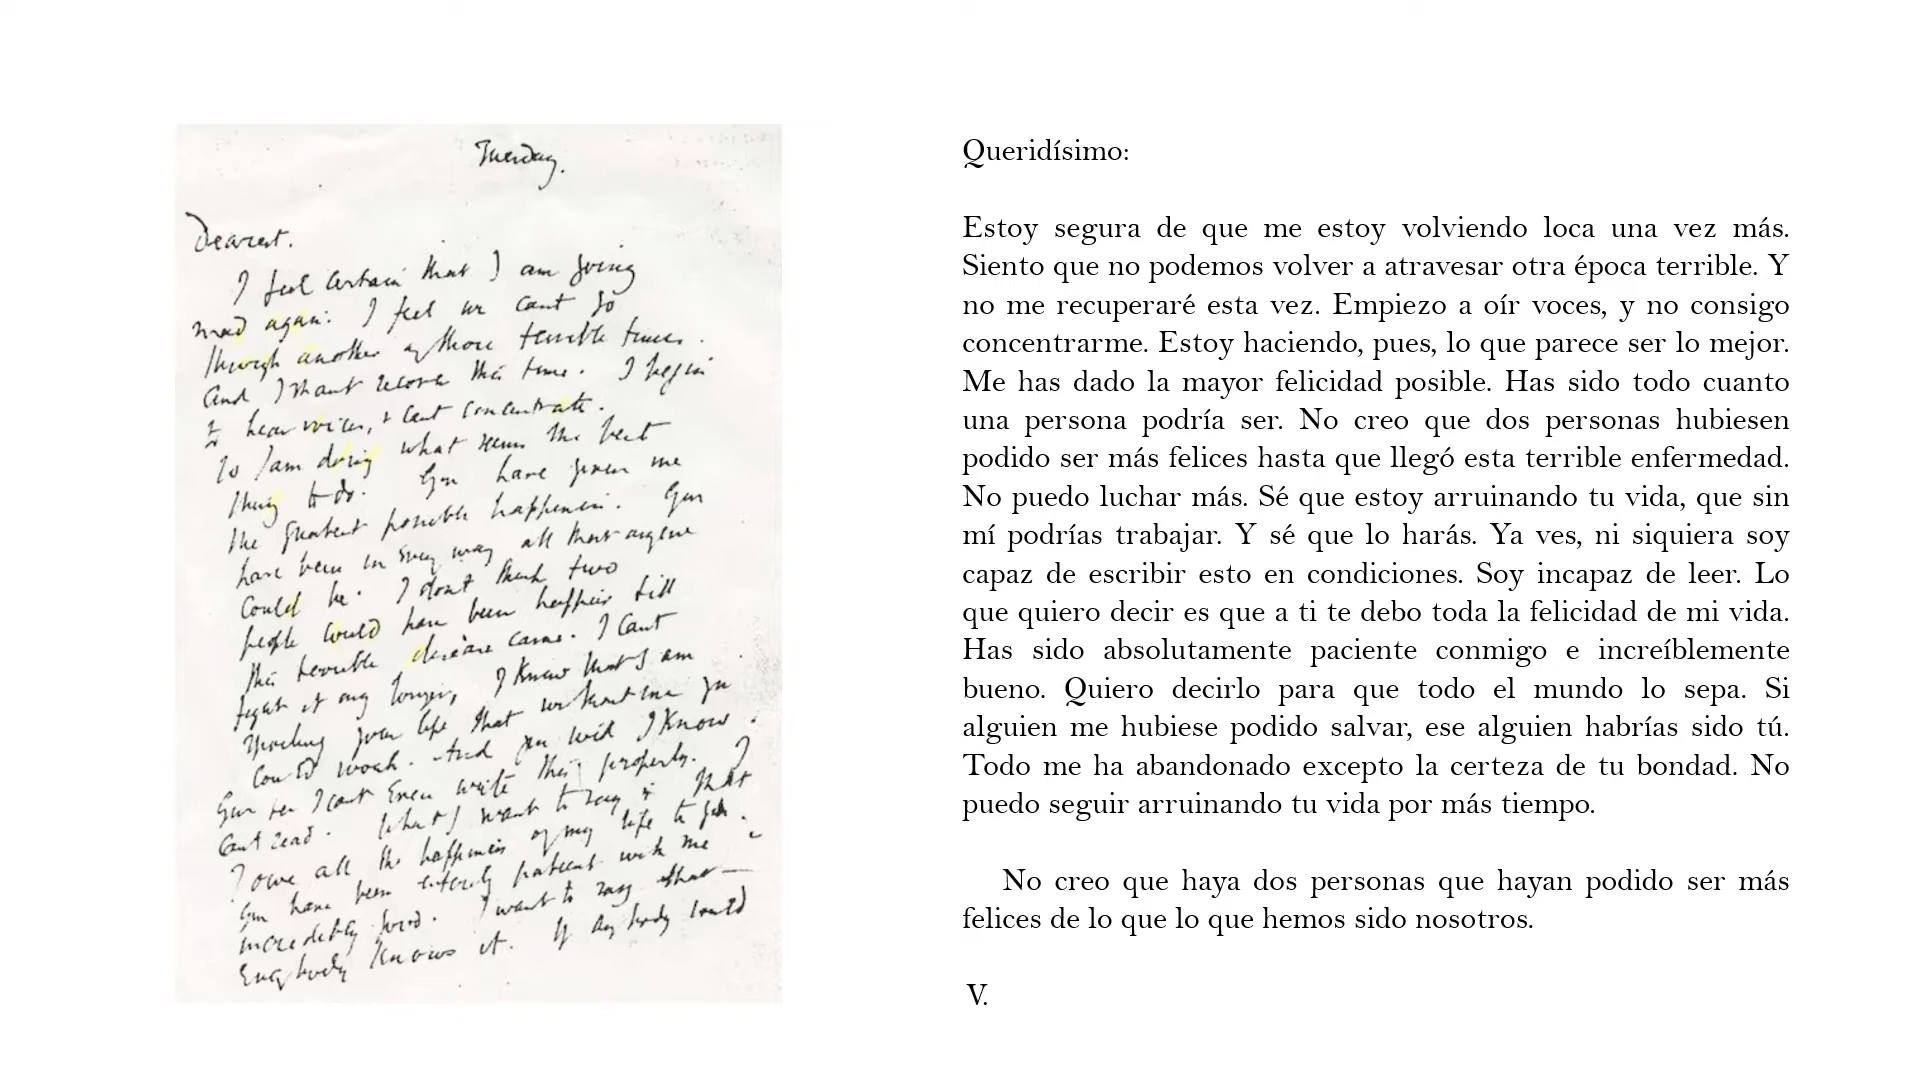 Tuesday.
Dearest.
I feel certain that I am going
mad again. I feel we cant go
through another of those terrible times.
And I shant recover this time. I begin
to hear voices, & cant concentrate.
So I am doing what seems the best
thing to do. You have given me
the greatest possible happiness. You
have been in every way all that anyone
could be. I dont think two
people could have been happier till
this terrible disease came. I cant
fight it any longer, I know that I am
spoiling your life that without me you
could work. And you will I know.
You see I cant even write this properly. I
cant read. What I want to say is that
I owe all the happiness of my life to you.
You have been entirely patient with me &
incredibly good. I want to say that —
everybody knows it. If anybody could
Queridísimo:
Estoy segura de que me estoy volviendo loca una vez más.
Siento que no podemos volver a atravesar otra época terrible. Y
no me recuperaré esta vez. Empiezo a oír voces, y no consigo
concentrarme. Estoy haciendo, pues, lo que parece ser lo mejor.
Me has dado la mayor felicidad posible. Has sido todo cuanto
una persona podría ser. No creo que dos personas hubiesen
podido ser más felices hasta que llegó esta terrible enfermedad.
No puedo luchar más. Sé que estoy arruinando tu vida, que sin
mí podrías trabajar. Y sé que lo harás. Ya ves, ni siquiera soy
capaz de escribir esto en condiciones. Soy incapaz de leer. Lo
que quiero decir es que a ti te debo toda la felicidad de mi vida.
Has sido absolutamente paciente conmigo e increíblemente
bueno. Quiero decirlo para que todo el mundo lo sepa. Si
alguien me hubiese podido salvar, ese alguien habrías sido tú.
Todo me ha abandonado excepto la certeza de tu bondad. No
puedo seguir arruinando tu vida por más tiempo.
No creo que haya dos personas que hayan podido ser más
felices de lo que lo que hemos sido nosotros.
V.